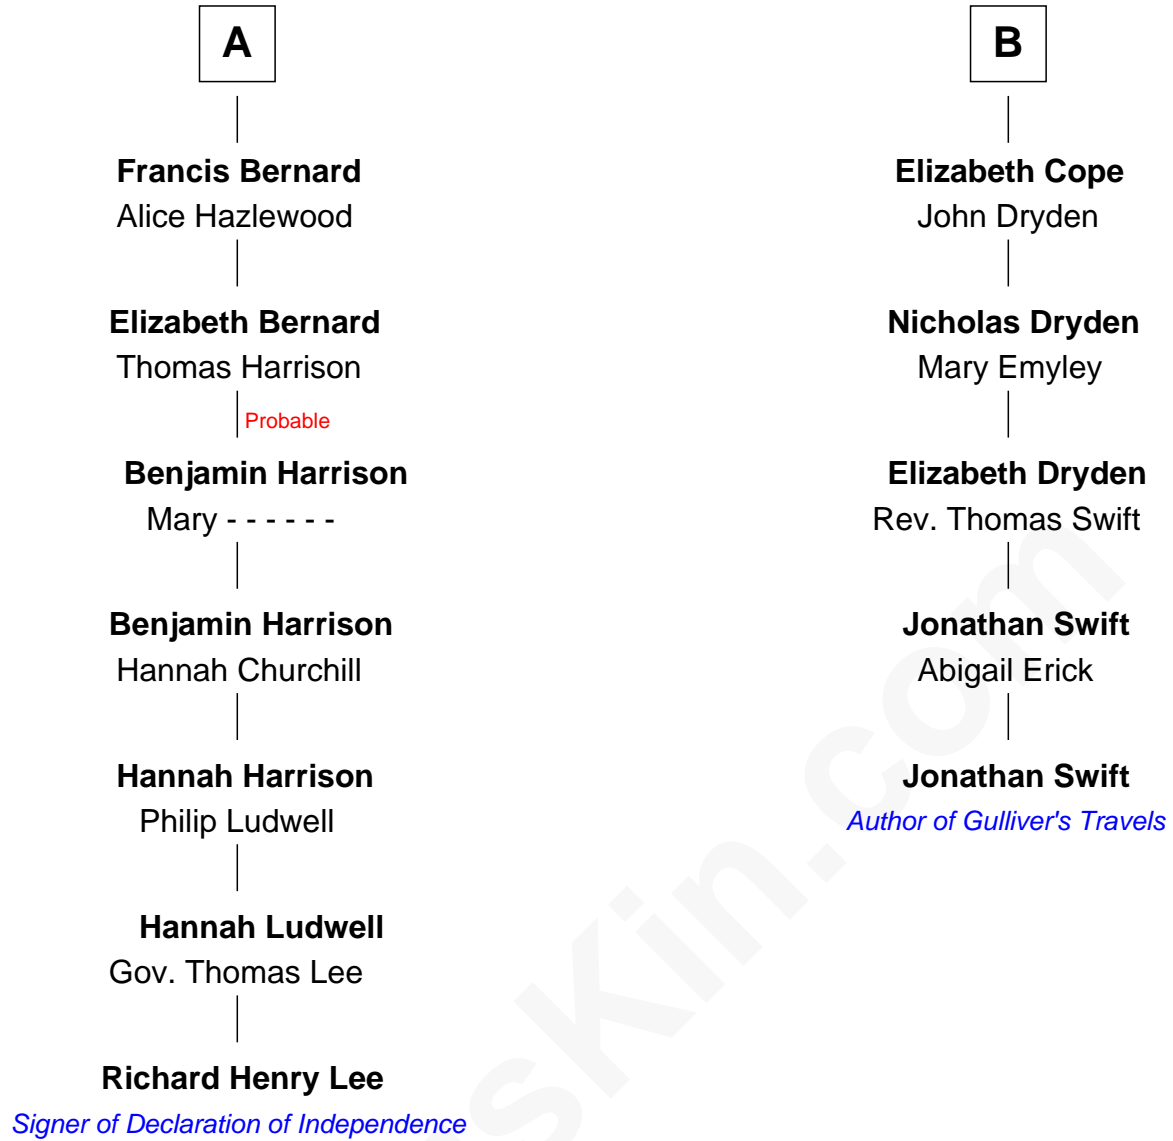 A
Francis Bernard
Alice Hazlewood
Elizabeth Bernard
Thomas Harrison
Probable
Benjamin Harrison
Mary - - - - - -
Benjamin Harrison
Hannah Churchill
Hannah Harrison
Philip Ludwell
Hannah Ludwell
Gov. Thomas Lee
Richard Henry Lee
Signer of Declaration of Independence
B
Elizabeth Cope
John Dryden
Nicholas Dryden
Mary Emyley
Elizabeth Dryden
Rev. Thomas Swift
Jonathan Swift
Abigail Erick
Jonathan Swift
Author of Gulliver's Travels
sKin.com